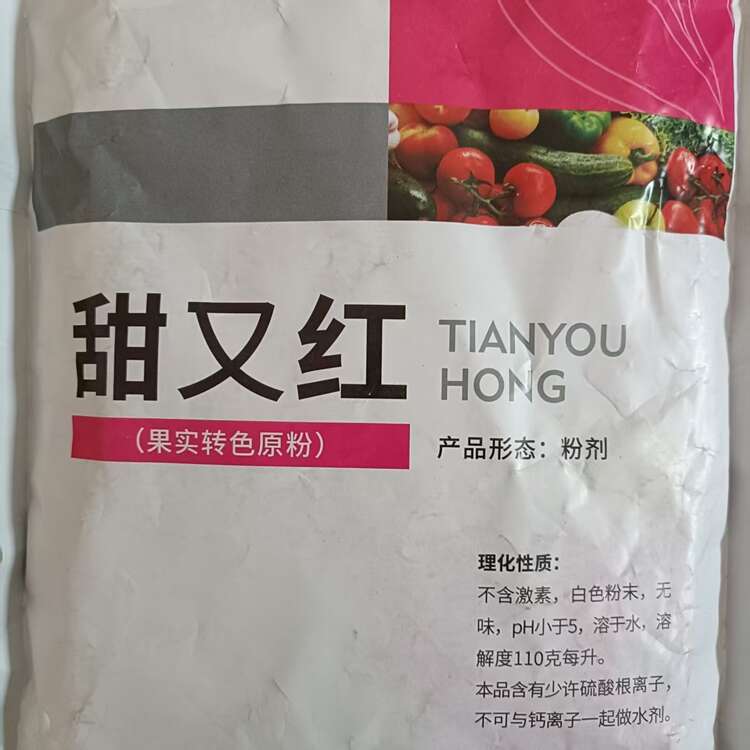 甜又红
TIANYOU
HONG
（果实转色原粉）
产品形态：粉剂
理化性质：
不含激素，白色粉末，无
味，pH小于5，溶于水，溶
解度110克每升。
本品含有少许硫酸根离子，
不可与钙离子一起做水剂。